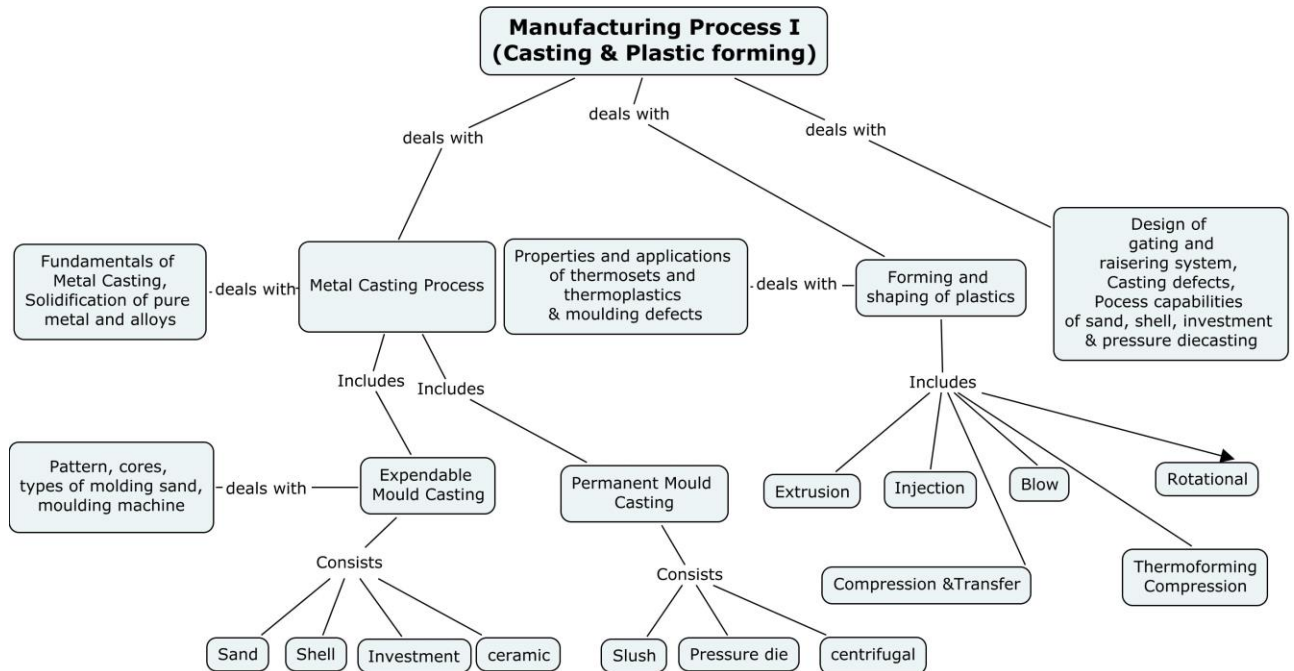 Manufacturing Process I
(Casting & Plastic forming)
deals with
deals with
deals with
Fundamentals of
Metal Casting,
Solidification of pure
metal and alloys
deals with
Metal Casting Process
Properties and applications
of thermosets and
thermoplastics
& moulding defects
deals with
Forming and
shaping of plastics
Design of
gating and
raisering system,
Casting defects,
Pocess capabilities
of sand, shell, investment
& pressure diecasting
Includes
Includes
Includes
Pattern, cores,
types of molding sand,
moulding machine
deals with
Expendable
Mould Casting
Permanent Mould
Casting
Extrusion
Injection
Blow
Rotational
Consists
Consists
Compression &Transfer
Thermoforming
Compression
Sand
Shell
Investment
ceramic
Slush
Pressure die
centrifugal